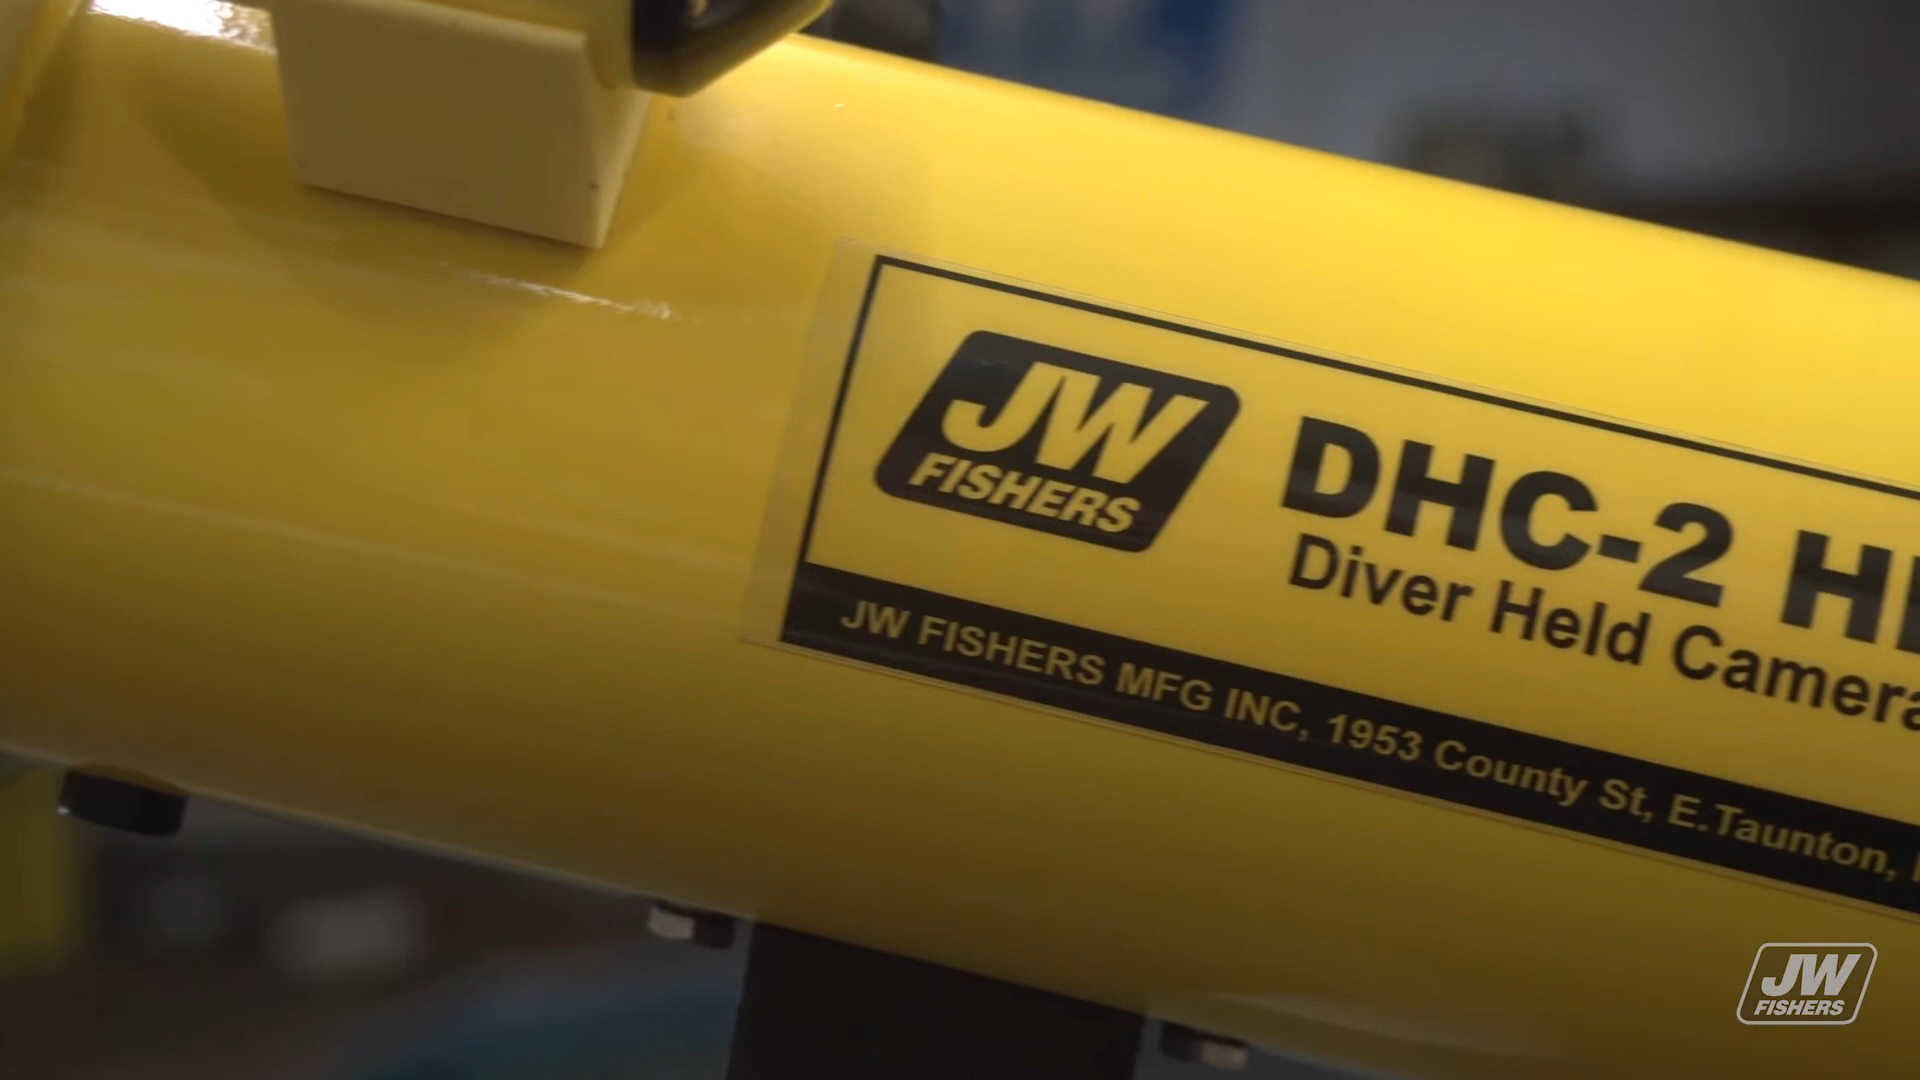 JW
FISHERS
DHC-2
Diver Held Camera
JW FISHERS MFG INC, 1953 County St, E.Taunton,
JW
FISHERS